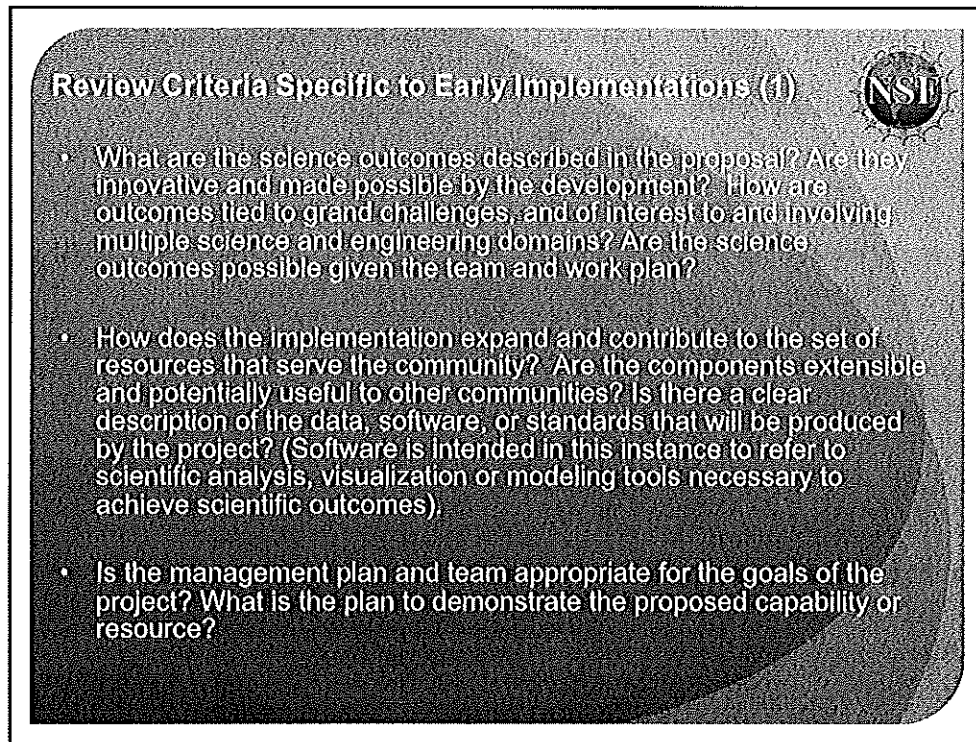 Review Criteria Specific to Early Implementations (1)
NSF
• What are the science outcomes described in the proposal? Are they
innovative and made possible by the development?  How are
outcomes tied to grand challenges, and of interest to and involving
multiple science and engineering domains? Are the science
outcomes possible given the team and work plan?
• How does the implementation expand and contribute to the set of
resources that serve the community?  Are the components extensible
and potentially useful to other communities? Is there a clear
description of the data, software, or standards that will be produced
by the project? (Software is intended in this instance to refer to
scientific analysis, visualization or modeling tools necessary to
achieve scientific outcomes).
• Is the management plan and team appropriate for the goals of the
project? What is the plan to demonstrate the proposed capability or
resource?